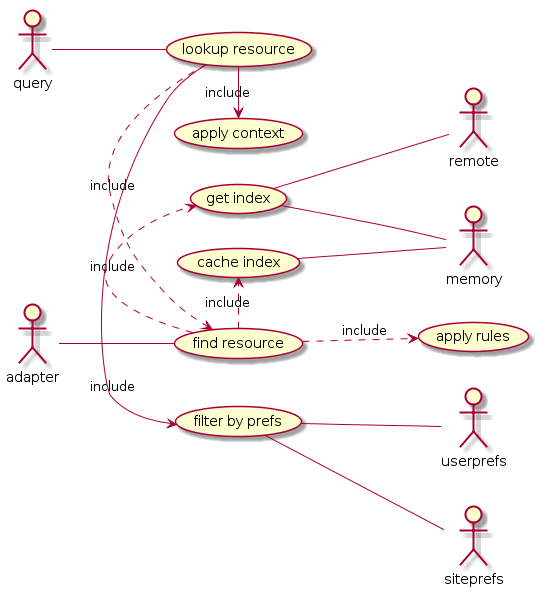 lookup resource
query
include
apply context
remote
include
get index
cache index
include
memory
include
include
apply rules
find resource
adapter
include
filter by prefs
userprefs
siteprefs